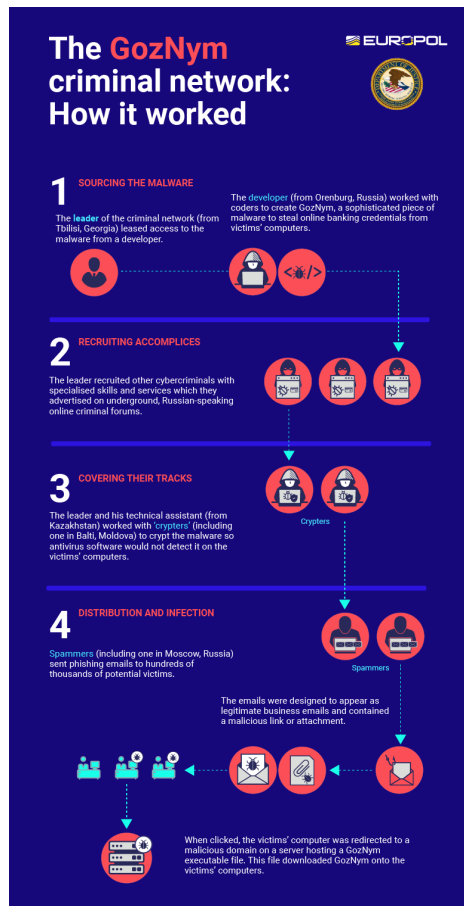 The GozNym
criminal network:
How it worked
EUROPOL
1 SOURCING THE MALWARE
The leader of the criminal network (from
Tbilisi, Georgia) leased access to the
malware from a developer.
The developer (from Orenburg, Russia) worked with
coders to create GozNym, a sophisticated piece of
malware to steal online banking credentials from
victims' computers.
2 RECRUITING ACCOMPLICES
The leader recruited other cybercriminals with
specialised skills and services which they
advertised on underground, Russian-speaking
online criminal forums.
3 COVERING THEIR TRACKS
The leader and his technical assistant (from
Kazakhstan) worked with 'crypters' (including
one in Balti, Moldova) to crypt the malware so
antivirus software would not detect it on the
victims' computers.
Crypters
4 DISTRIBUTION AND INFECTION
Spammers (including one in Moscow, Russia)
sent phishing emails to hundreds of
thousands of potential victims.
Spammers
The emails were designed to appear as
legitimate business emails and contained
a malicious link or attachment.
When clicked, the victims' computer was redirected to a
malicious domain on a server hosting a GozNym
executable file. This file downloaded GozNym onto the
victims' computers.